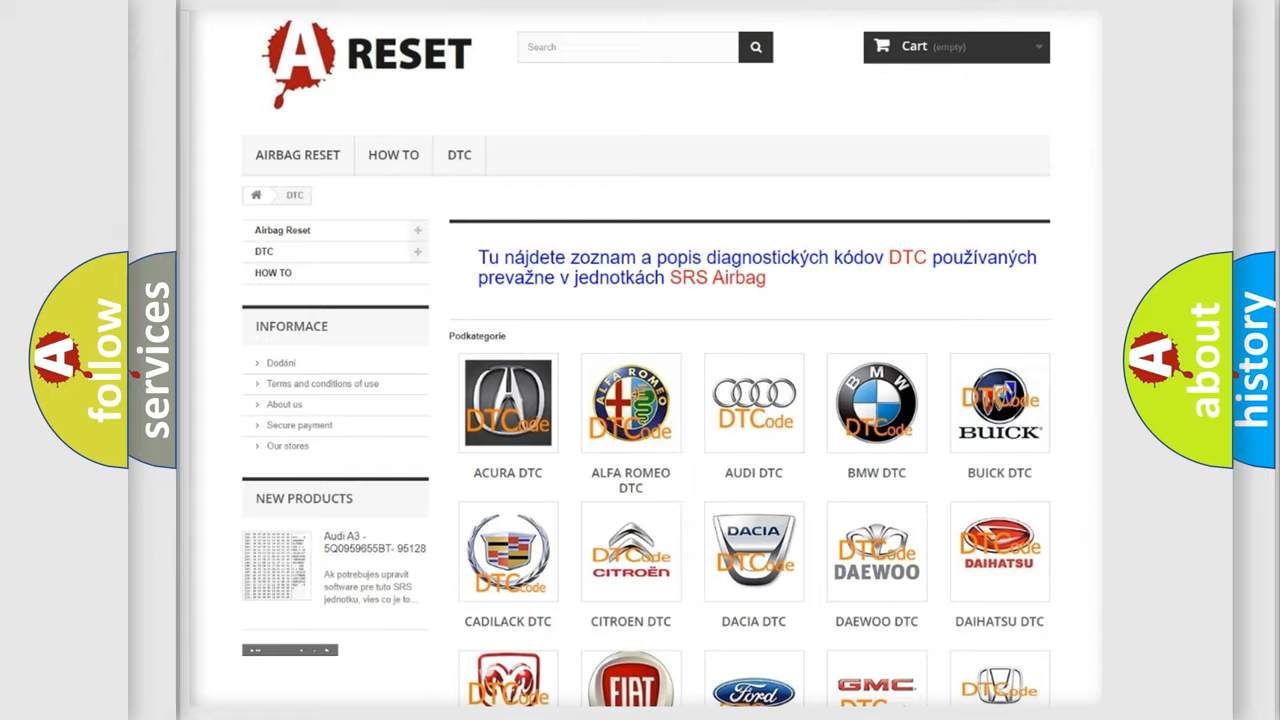 A RESET
Search
Cart (empty)
AIRBAG RESET
HOW TO
DTC
DTC
Airbag Reset
DTC
HOW TO
INFORMACE
Dodání
Terms and conditions of use
About us
Secure payment
Our stores
NEW PRODUCTS
Audi A3 -
5Q0959655BT- 95128
Ak potrebujes upravit
software pre tuto SRS
jednotku, vies co je to...
Tu nájdete zoznam a popis diagnostických kódov DTC používaných
prevažne v jednotkách SRS Airbag
Podkategorie
DTCode
ALFA ROMEO
DTCode
DTCode
BMW
DTCode
DTCode
BUICK
ACURA DTC
ALFA ROMEO
DTC
AUDI DTC
BMW DTC
BUICK DTC
DTCode
DTCode
CITROËN
DACIA
DTCode
DTCode
DAEWOO
DTCode
DAIHATSU
CADILACK DTC
CITROEN DTC
DACIA DTC
DAEWOO DTC
DAIHATSU DTC
DTCode
FIAT
Ford
GMC
DTCode
A
follow
services
A
about
history